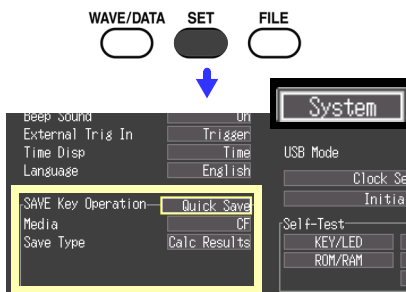 WAVE/DATA SET FILE
System
Beep Sound On
External Trig In Trigger
Time Disp Time
Language English
USB Mode
Clock Se
Initia
SAVE Key Operation Quick Save
Media CF
Save Type Calc Results
Self-Test
KEY/LED
ROM/RAM